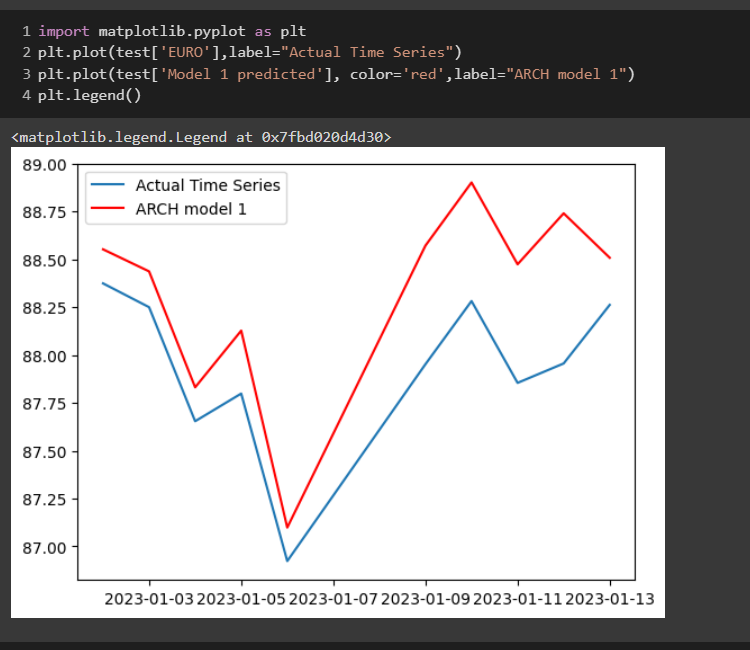 1 import matplotlib.pyplot as plt
2 plt.plot(test['EURO'],label="Actual Time Series")
3 plt.plot(test['Model 1 predicted'], color='red',label="ARCH model 1")
4 plt.legend()
<matplotlib.legend.Legend at 0x7fbd020d4d30>
89.00
Actual Time Series
ARCH model 1
88.75
88.50
88.25
88.00
87.75
87.50
87.25
87.00
2023-01-03 2023-01-05 2023-01-07 2023-01-09 2023-01-11 2023-01-13